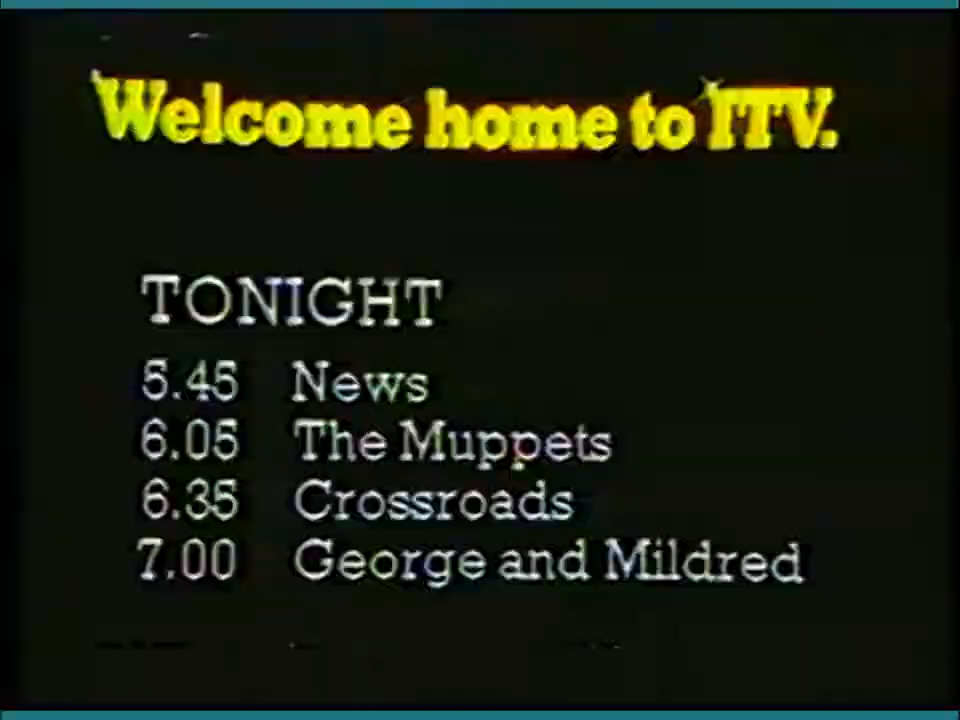 Welcome home to ITV.
TONIGHT
5.45 News
6.05 The Muppets
6.35 Crossroads
7.00 George and Mildred